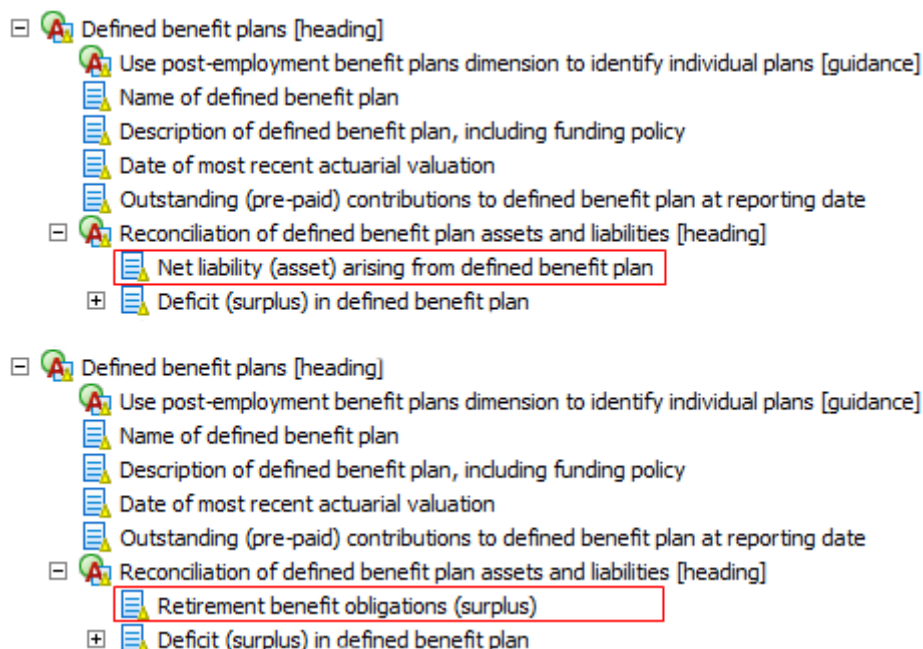 Defined benefit plans [heading]
Use post-employment benefit plans dimension to identify individual plans [guidance]
Name of defined benefit plan
Description of defined benefit plan, including funding policy
Date of most recent actuarial valuation
Outstanding (pre-paid) contributions to defined benefit plan at reporting date
Reconciliation of defined benefit plan assets and liabilities [heading]
Net liability (asset) arising from defined benefit plan
Deficit (surplus) in defined benefit plan
Defined benefit plans [heading]
Use post-employment benefit plans dimension to identify individual plans [guidance]
Name of defined benefit plan
Description of defined benefit plan, including funding policy
Date of most recent actuarial valuation
Outstanding (pre-paid) contributions to defined benefit plan at reporting date
Reconciliation of defined benefit plan assets and liabilities [heading]
Retirement benefit obligations (surplus)
Deficit (surplus) in defined benefit plan